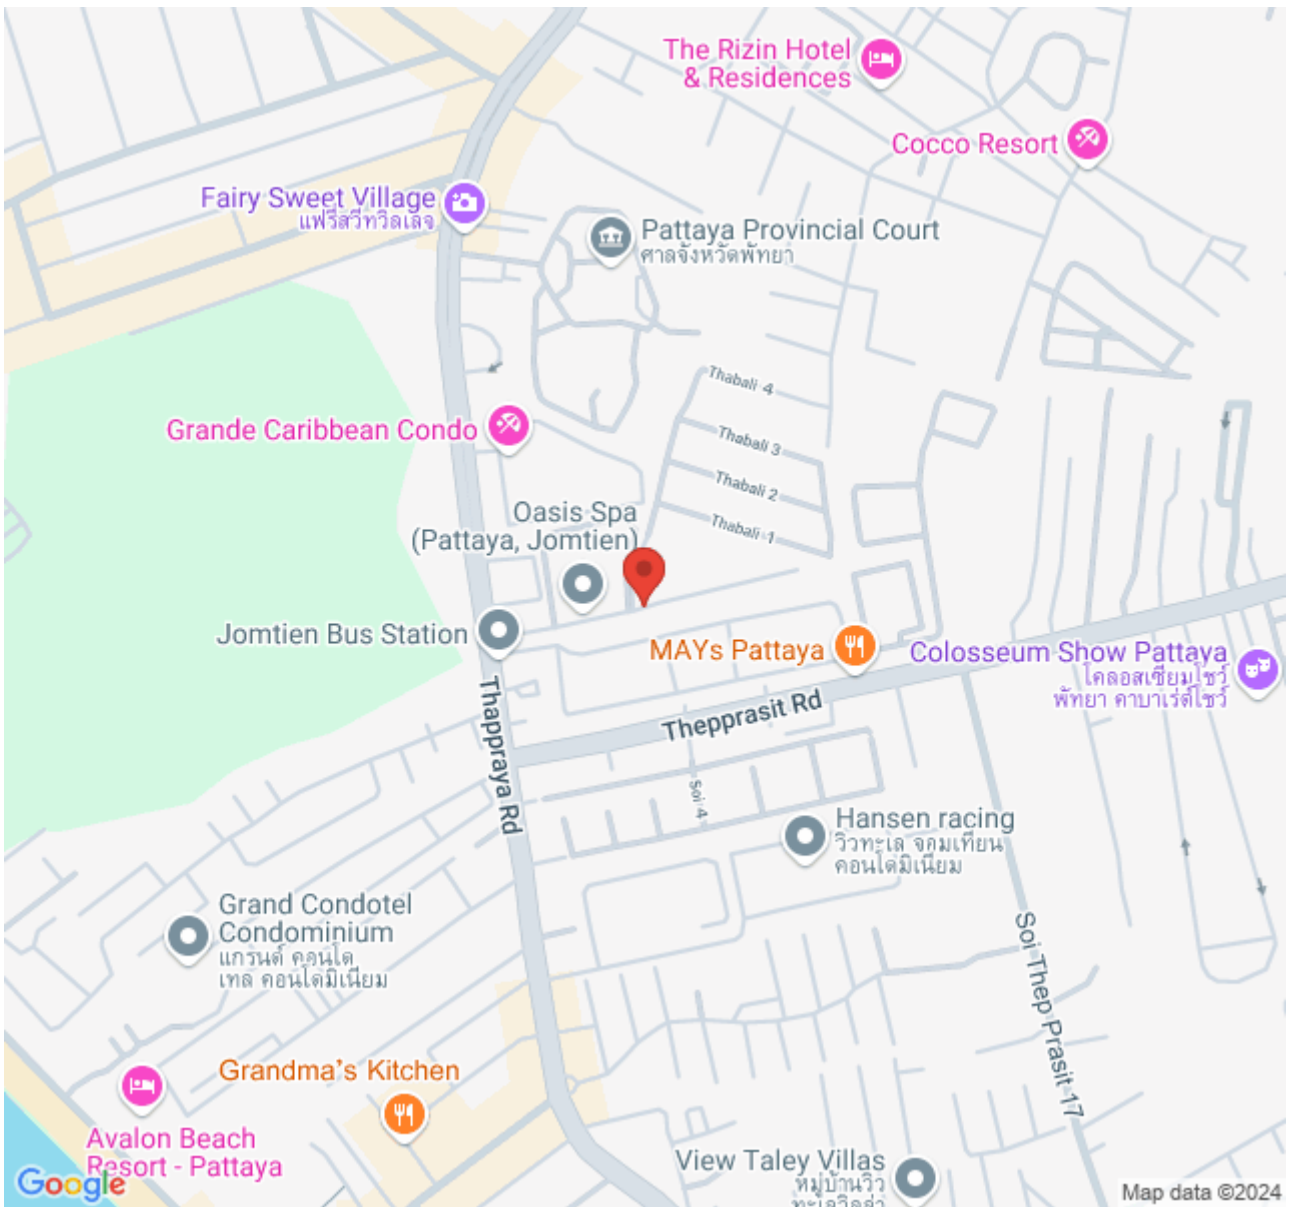 The Rizin Hotel
& Residences
Cocco Resort
Fairy Sweet Village
แฟรีสวีทวิลเลจ
Pattaya Provincial Court
ศาลจังหวัดพัทยา
Thabali 4
Grande Caribbean Condo
Thabali 3
Thabali 2
Oasis Spa
(Pattaya, Jomtien)
Thabali 1
Jomtien Bus Station
MAYs Pattaya
Colosseum Show Pattaya
โคลอสเซียมโชว์
พัทยา คาบาเร่ต์โชว์
Thepprasit Rd
Thappraya Rd
Soi 4
Hansen racing
วิวทะเล จอมเทียน
คอนโดมิเนียม
Grand Condotel
Condominium
แกรนด์ คอนโด
เทล คอนโดมิเนียม
Soi Thep Prasit 17
Grandma's Kitchen
Avalon Beach
Resort - Pattaya
View Taley Villas
หมู่บ้านวิว
ทะเลวิลล่า
Google
Map data ©2024